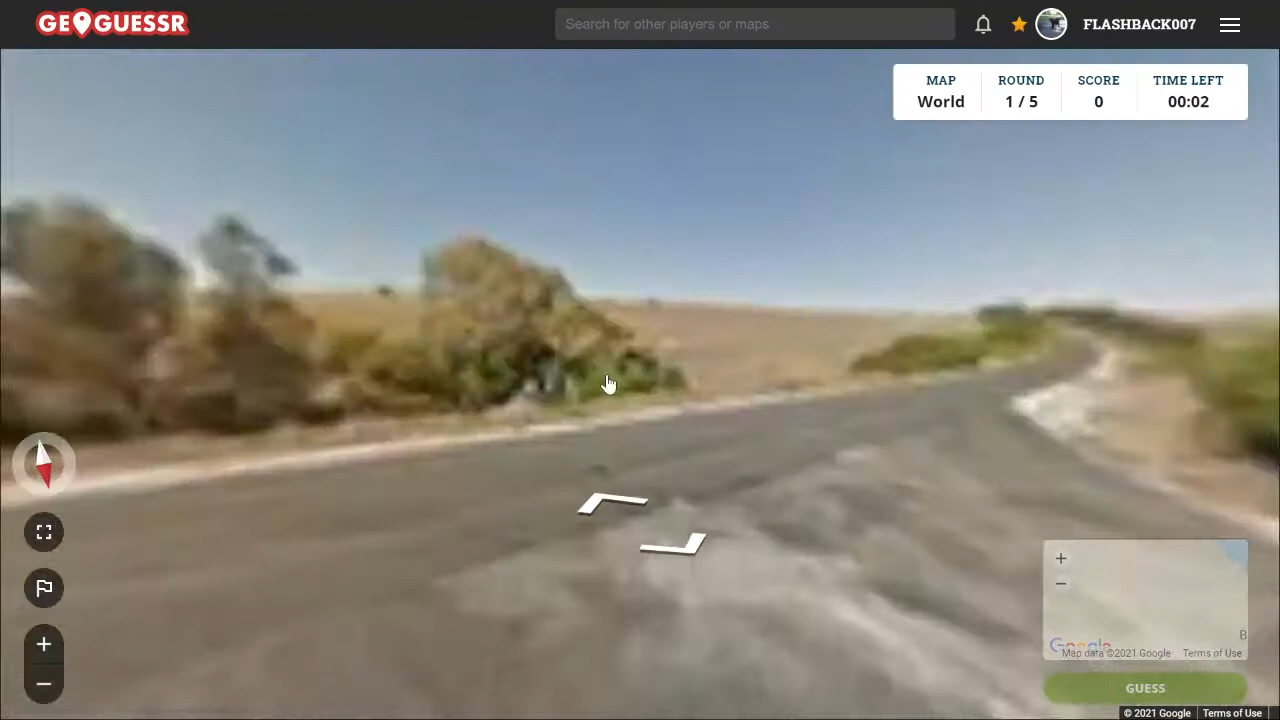 GEOGUESSR
Search for other players or maps
FLASHBACK007
MAP
World
ROUND
1 / 5
SCORE
0
TIME LEFT
00:02
+
−
+
−
B
Google
Map data ©2021 Google
Terms of Use
GUESS
© 2021 Google
Terms of Use